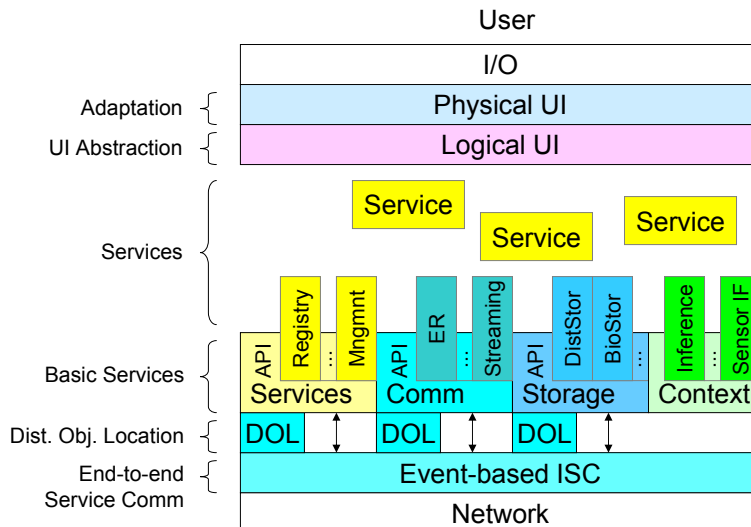 User
I/O
Adaptation
Physical UI
UI Abstraction
Logical UI
Services
Service
Service
Service
Basic Services
API
Registry
...
Mngmnt
Services
API
ER
...
Streaming
Comm
API
DistStor
BioStor
...
Storage
Inference
...
Sensor IF
Context
Dist. Obj. Location
DOL
DOL
DOL
End-to-end
Service Comm
Event-based ISC
Network